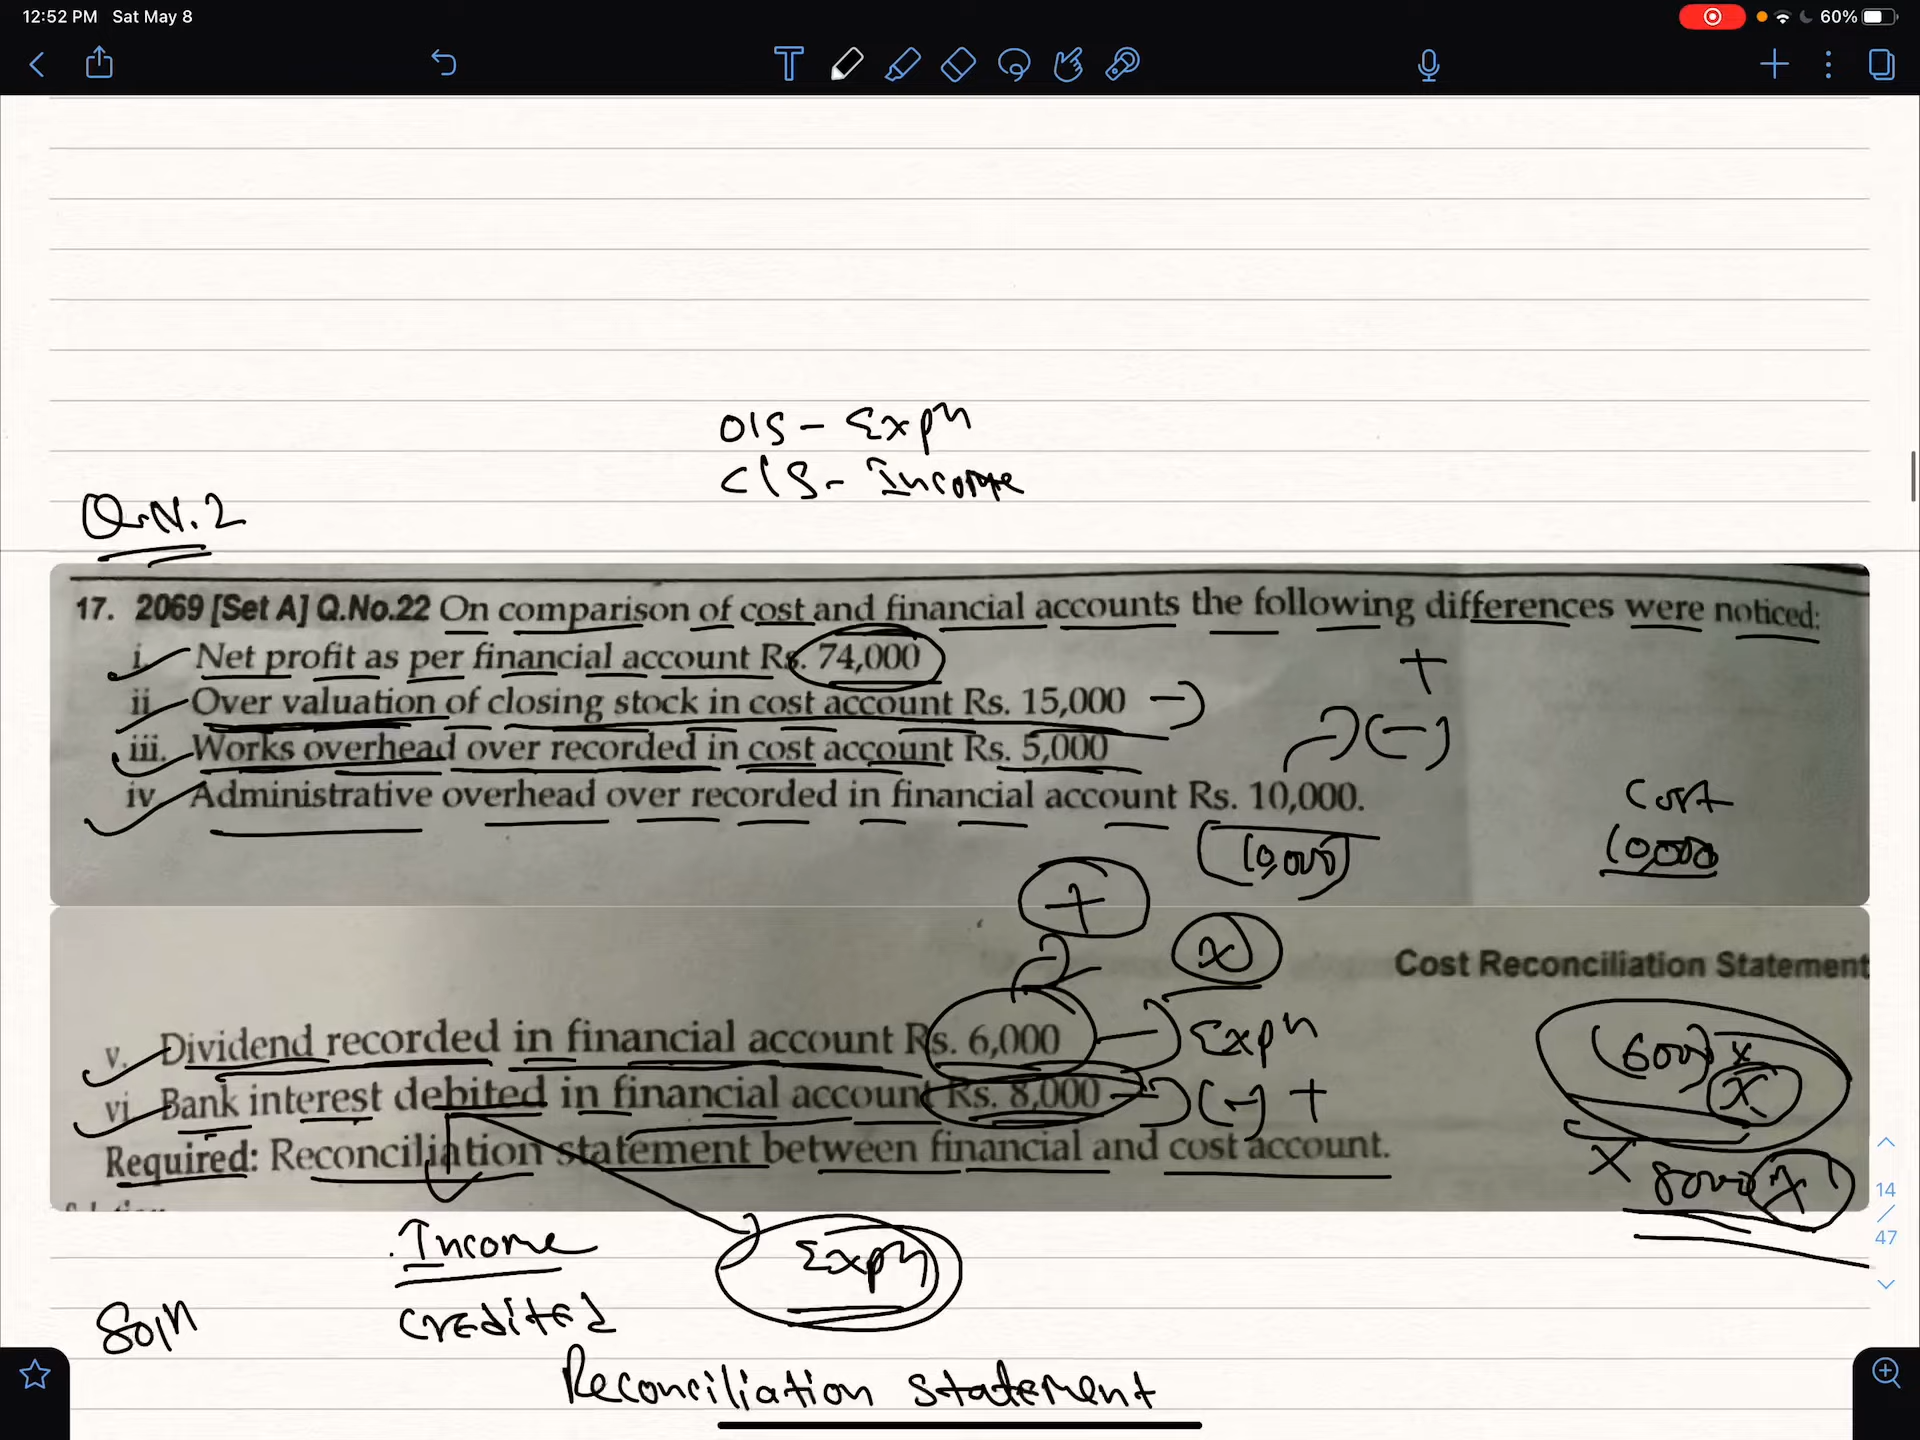 12:52 PM Sat May 8
60%
O/S - Expn
C/S - Income
Q.N.2
17. 2069 [Set A] Q.No.22 On comparison of cost and financial accounts the following differences were noticed:
i. Net profit as per financial account Rs. 74,000
+
ii. Over valuation of closing stock in cost account Rs. 15,000
(-)
iii. Works overhead over recorded in cost account Rs. 5,000
iv. Administrative overhead over recorded in financial account Rs. 10,000.
Cost
10,000
10,000
+
x
Cost Reconciliation Statement
v. Dividend recorded in financial account Rs. 6,000
Expn
(6000) x
x
vi. Bank interest debited in financial account Rs. 8,000
(-) +
Required: Reconciliation statement between financial and cost account.
x 8000 x
14
/
47
Income
Expn
Soln
Credited
Reconciliation statement